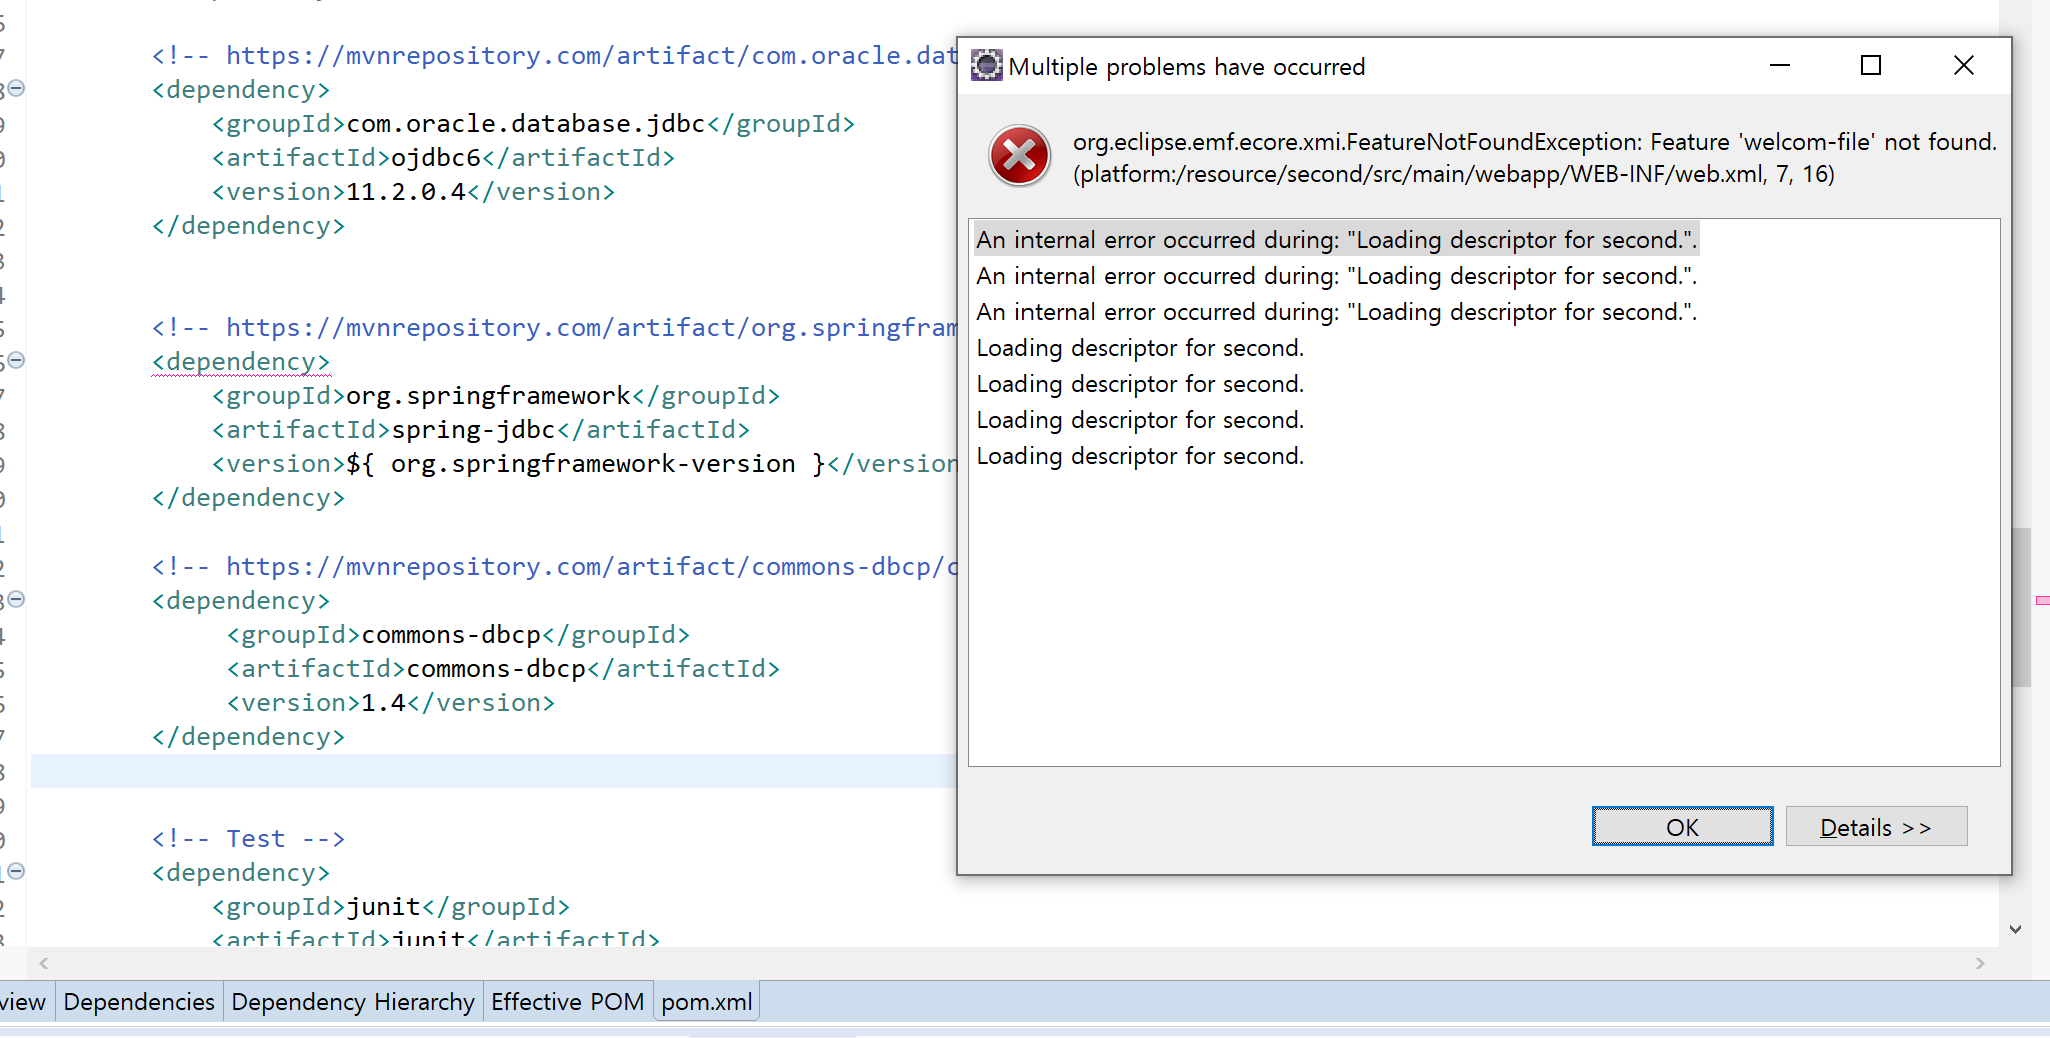 <!-- https://mvnrepository.com/artifact/com.oracle.dat
<dependency>
<groupId>com.oracle.database.jdbc</groupId>
<artifactId>ojdbc6</artifactId>
<version>11.2.0.4</version>
</dependency>
<!-- https://mvnrepository.com/artifact/org.springfram
<dependency>
<groupId>org.springframework</groupId>
<artifactId>spring-jdbc</artifactId>
<version>${ org.springframework-version }</version
</dependency>
<!-- https://mvnrepository.com/artifact/commons-dbcp/c
<dependency>
<groupId>commons-dbcp</groupId>
<artifactId>commons-dbcp</artifactId>
<version>1.4</version>
</dependency>
<!-- Test -->
<dependency>
<groupId>junit</groupId>
<artifactId>junit</artifactId>
Multiple problems have occurred
org.eclipse.emf.ecore.xmi.FeatureNotFoundException: Feature 'welcom-file' not found.
(platform:/resource/second/src/main/webapp/WEB-INF/web.xml, 7, 16)
An internal error occurred during: "Loading descriptor for second.".
An internal error occurred during: "Loading descriptor for second.".
An internal error occurred during: "Loading descriptor for second.".
Loading descriptor for second.
Loading descriptor for second.
Loading descriptor for second.
Loading descriptor for second.
OK Details >>
view Dependencies Dependency Hierarchy Effective POM pom.xml